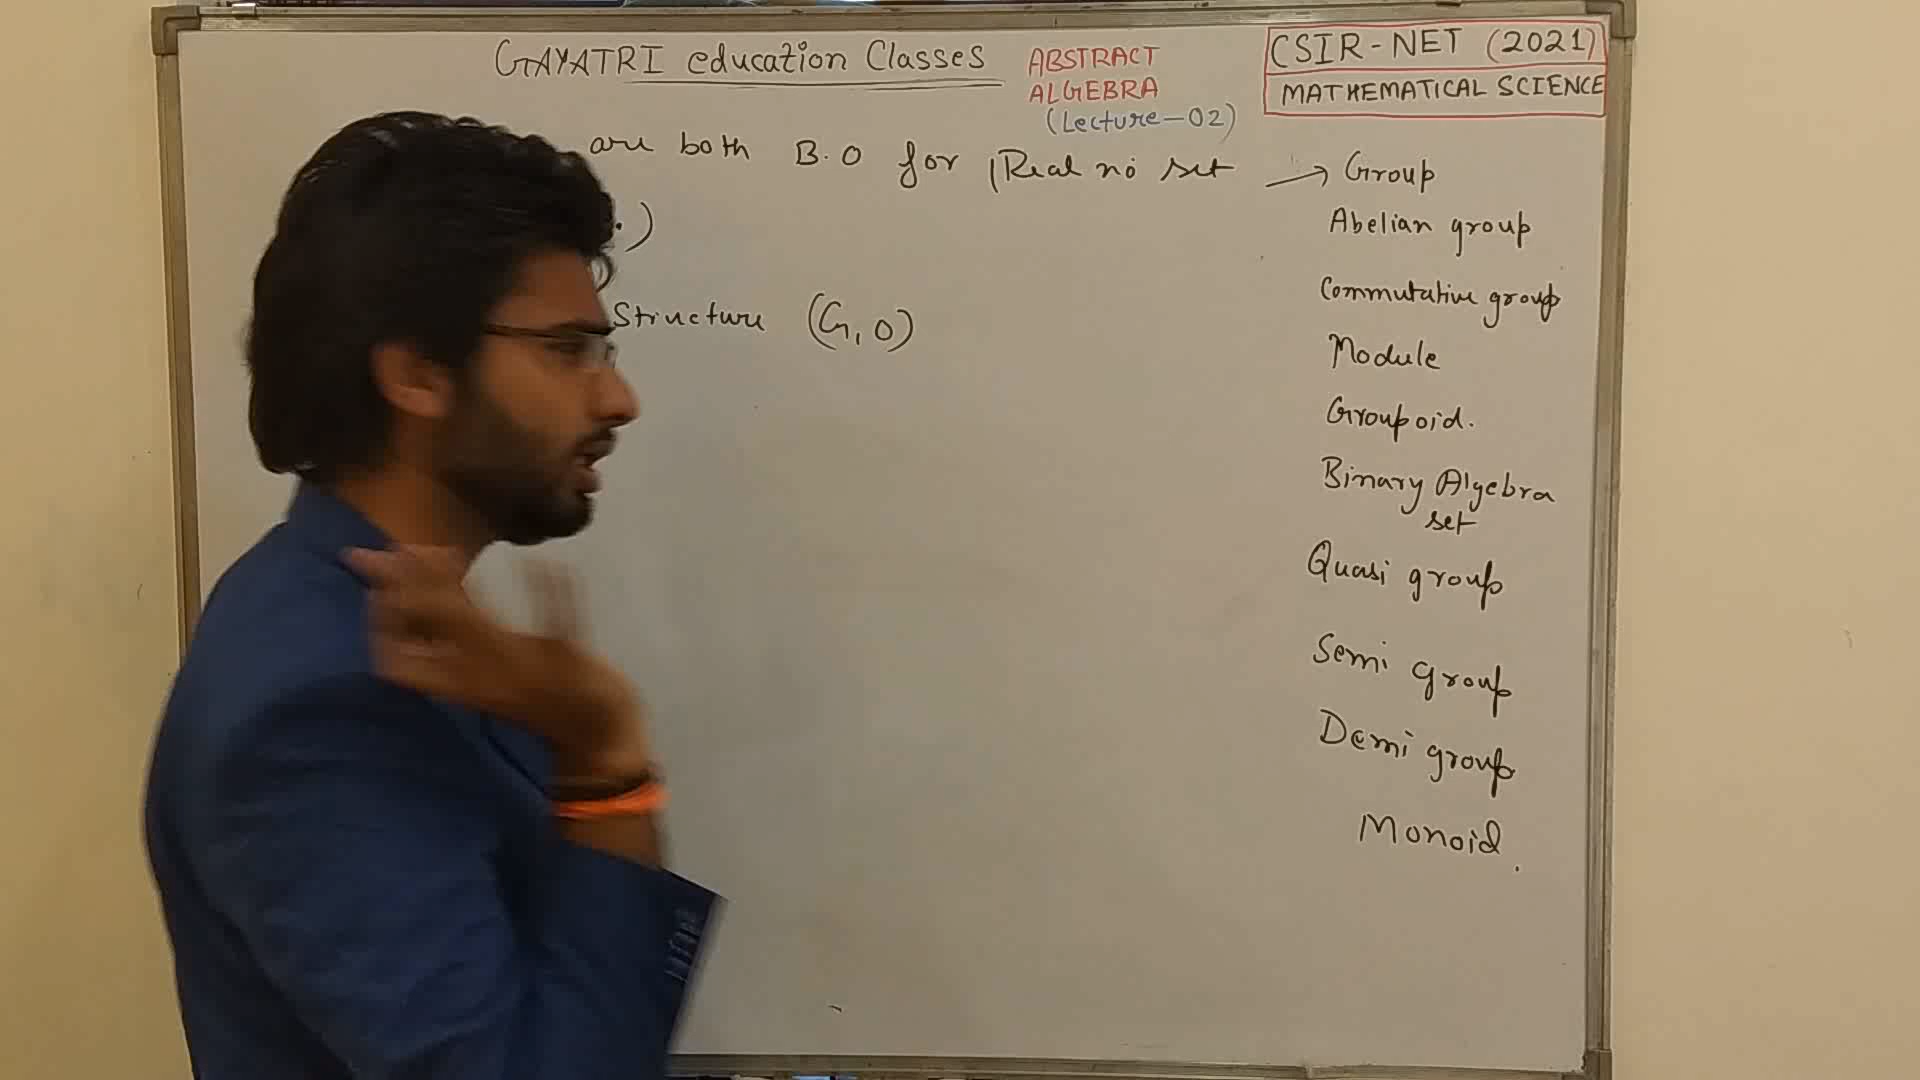 GAYATRI education Classes
ABSTRACT
ALGEBRA
(Lecture-02)
CSIR-NET (2021)
MATHEMATICAL SCIENCE
are both B.O for Real no set → Group
.)
Abelian group
Structure (G, O)
Commutative group
Module
Groupoid.
Binary Algebra
set
Quasi group
Semi group
Demi group
Monoid.